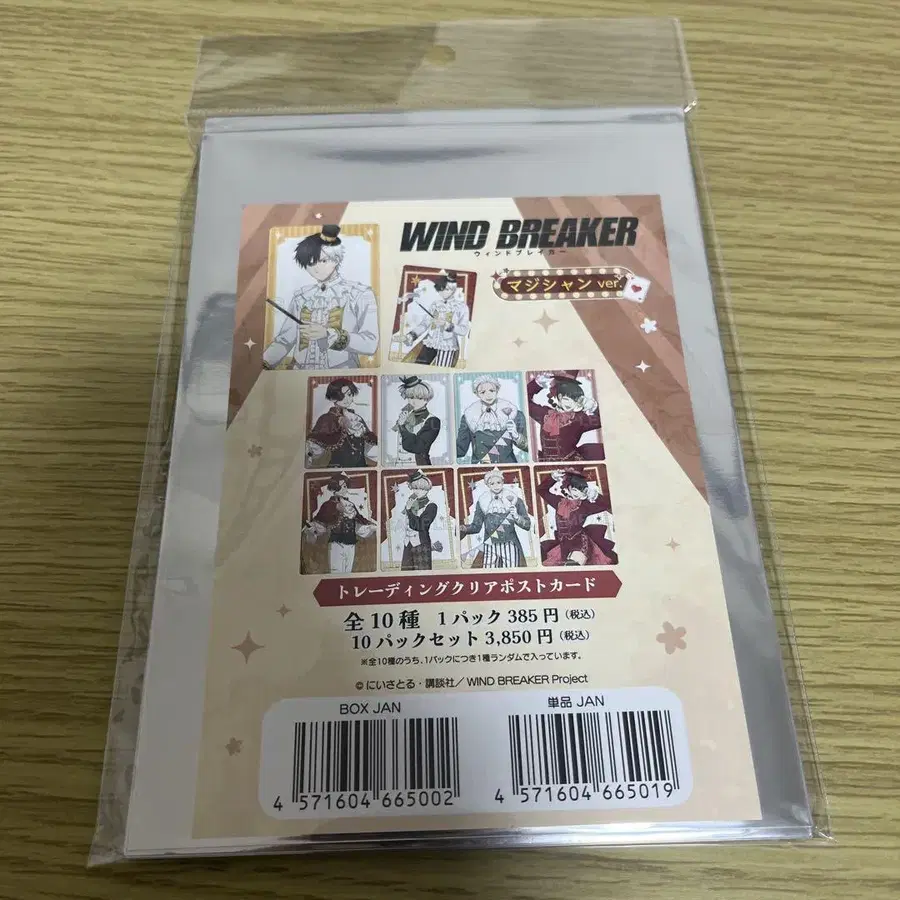 WIND BREAKER
ウィンドブレイカー
マジシャン ver.
トレーディングクリアポストカード
全10種 1パック 385円(税込)
10パックセット 3,850円(税込)
※全10種のうち、1パックにつき1種ランダムで入っています。
© にいさとる・講談社／WIND BREAKER Project
BOX JAN
4 571604 665002
単品 JAN
4 571604 665019